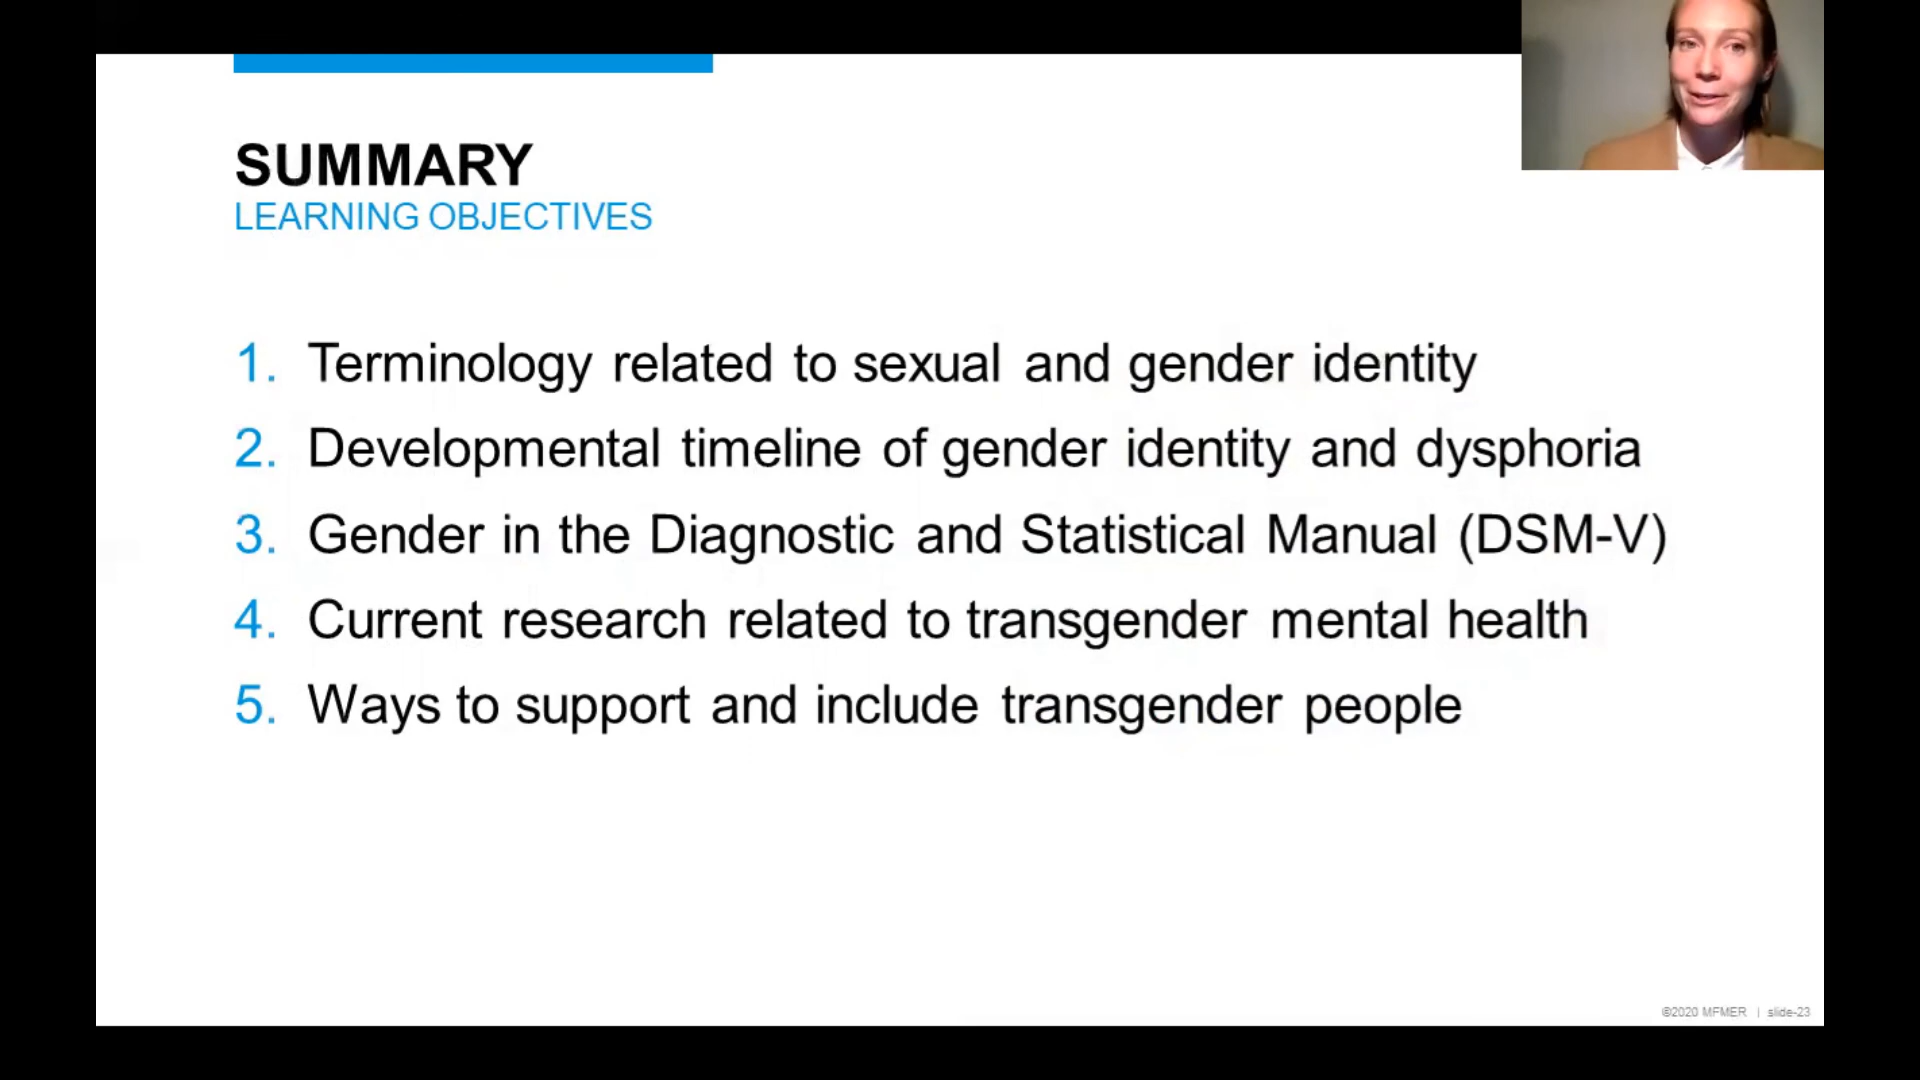 SUMMARY
LEARNING OBJECTIVES
1. Terminology related to sexual and gender identity
2. Developmental timeline of gender identity and dysphoria
3. Gender in the Diagnostic and Statistical Manual (DSM-V)
4. Current research related to transgender mental health
5. Ways to support and include transgender people
©2020 MFMER | slide-23